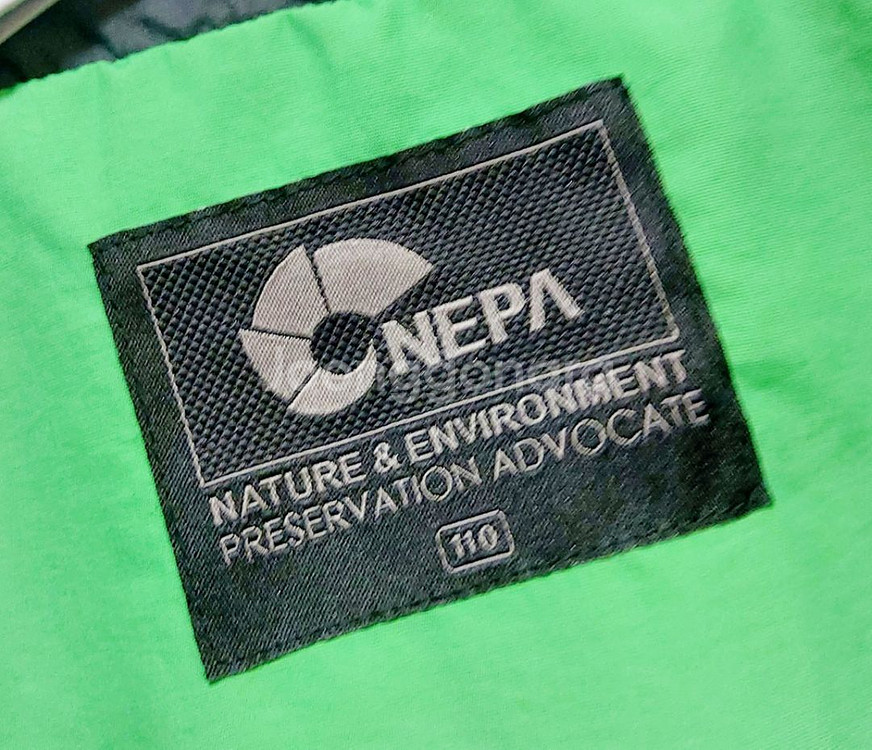 NEPA
NATURE & ENVIRONMENT
PRESERVATION ADVOCATE
110